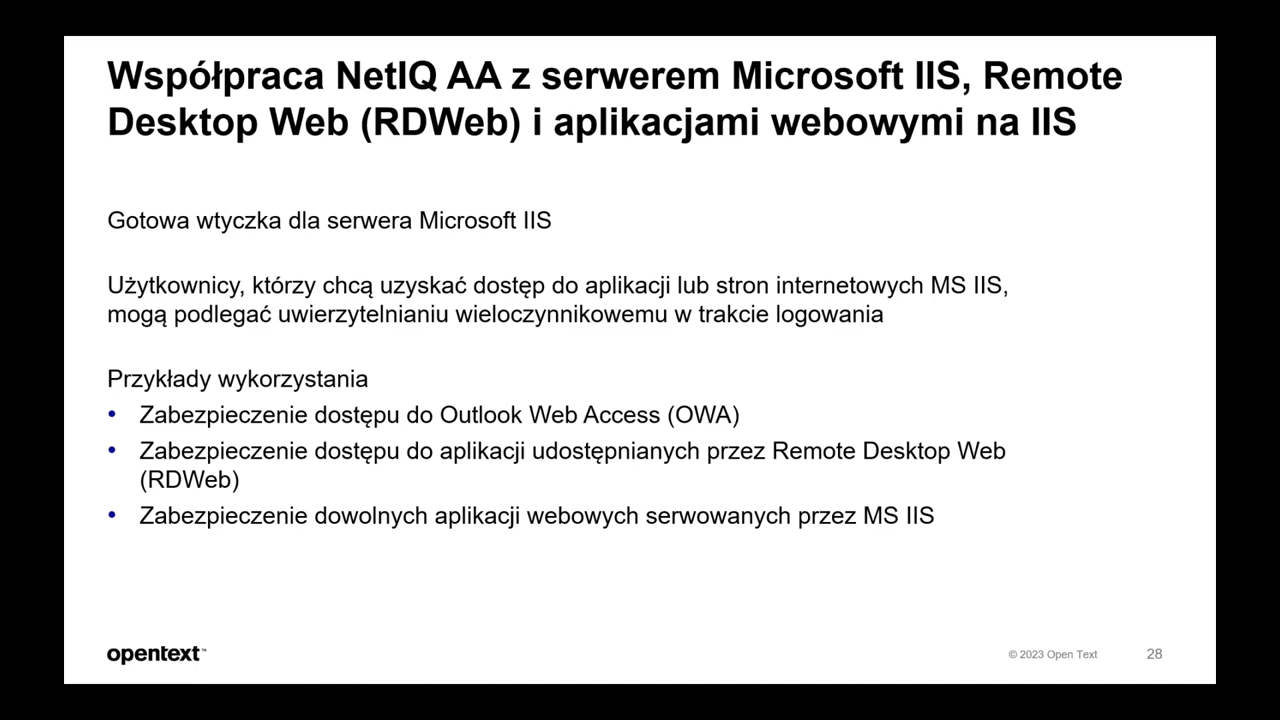 Współpraca NetIQ AA z serwerem Microsoft IIS, Remote
Desktop Web (RDWeb) i aplikacjami webowymi na IIS
Gotowa wtyczka dla serwera Microsoft IIS
Użytkownicy, którzy chcą uzyskać dostęp do aplikacji lub stron internetowych MS IIS,
mogą podlegać uwierzytelnianiu wieloczynnikowemu w trakcie logowania
Przykłady wykorzystania
• Zabezpieczenie dostępu do Outlook Web Access (OWA)
• Zabezpieczenie dostępu do aplikacji udostępnianych przez Remote Desktop Web
(RDWeb)
• Zabezpieczenie dowolnych aplikacji webowych serwowanych przez MS IIS
opentext™
© 2023 Open Text
28